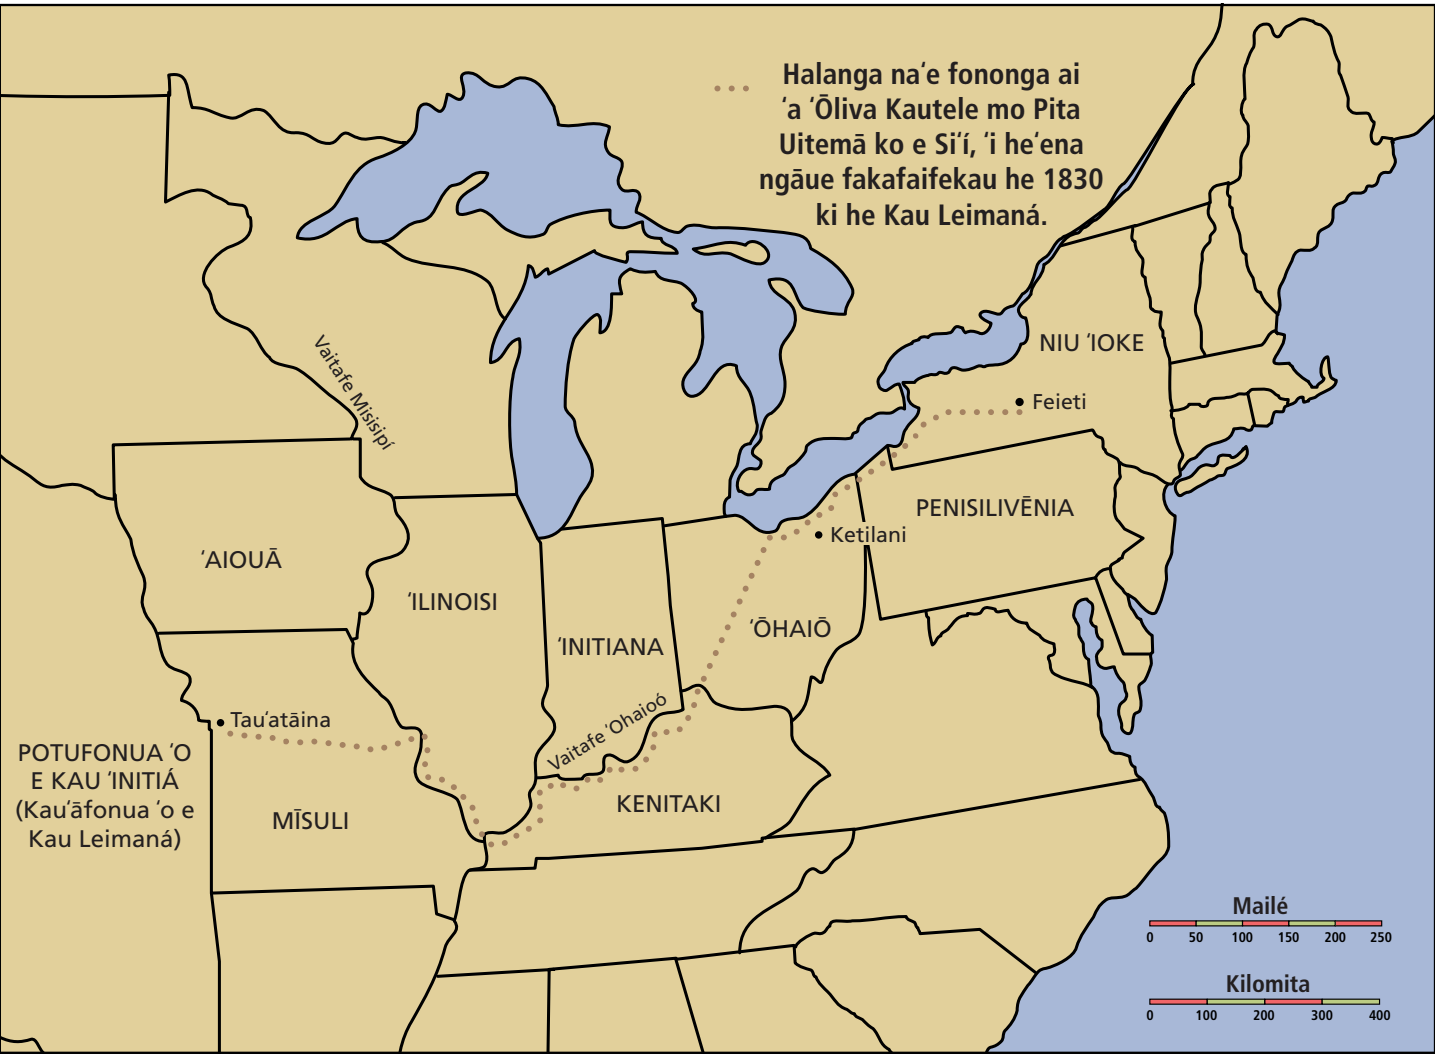 Halanga naʻe fononga ai
ʻa ʻŌliva Kautele mo Pita
Uitemā ko e Siʻí, ʻi heʻena
ngāue fakafaifekau he 1830
ki he Kau Leimaná.
NIU ʻIOKE
Vaitafe Misisipí
Feieti
PENISILIVĒNIA
Ketilani
ʻAIOUĀ
ʻILINOISI
ʻŌHAIŌ
ʻINITIANA
Vaitafe ʻOhaioó
Tauʻatāina
POTUFONUA ʻO
E KAU ʻINITIÁ
(Kauʻāfonua ʻo e
Kau Leimaná)
KENITAKI
MĪSULI
Mailé
0 50 100 150 200 250
Kilomita
0 100 200 300 400